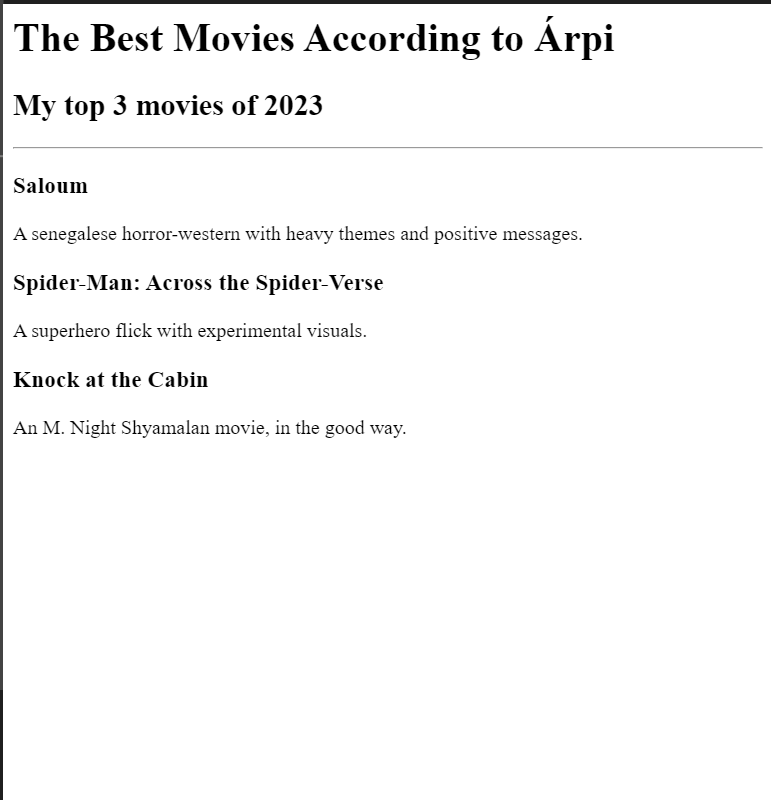 The Best Movies According to Árpi
My top 3 movies of 2023
Saloum
A senegalese horror-western with heavy themes and positive messages.
Spider-Man: Across the Spider-Verse
A superhero flick with experimental visuals.
Knock at the Cabin
An M. Night Shyamalan movie, in the good way.